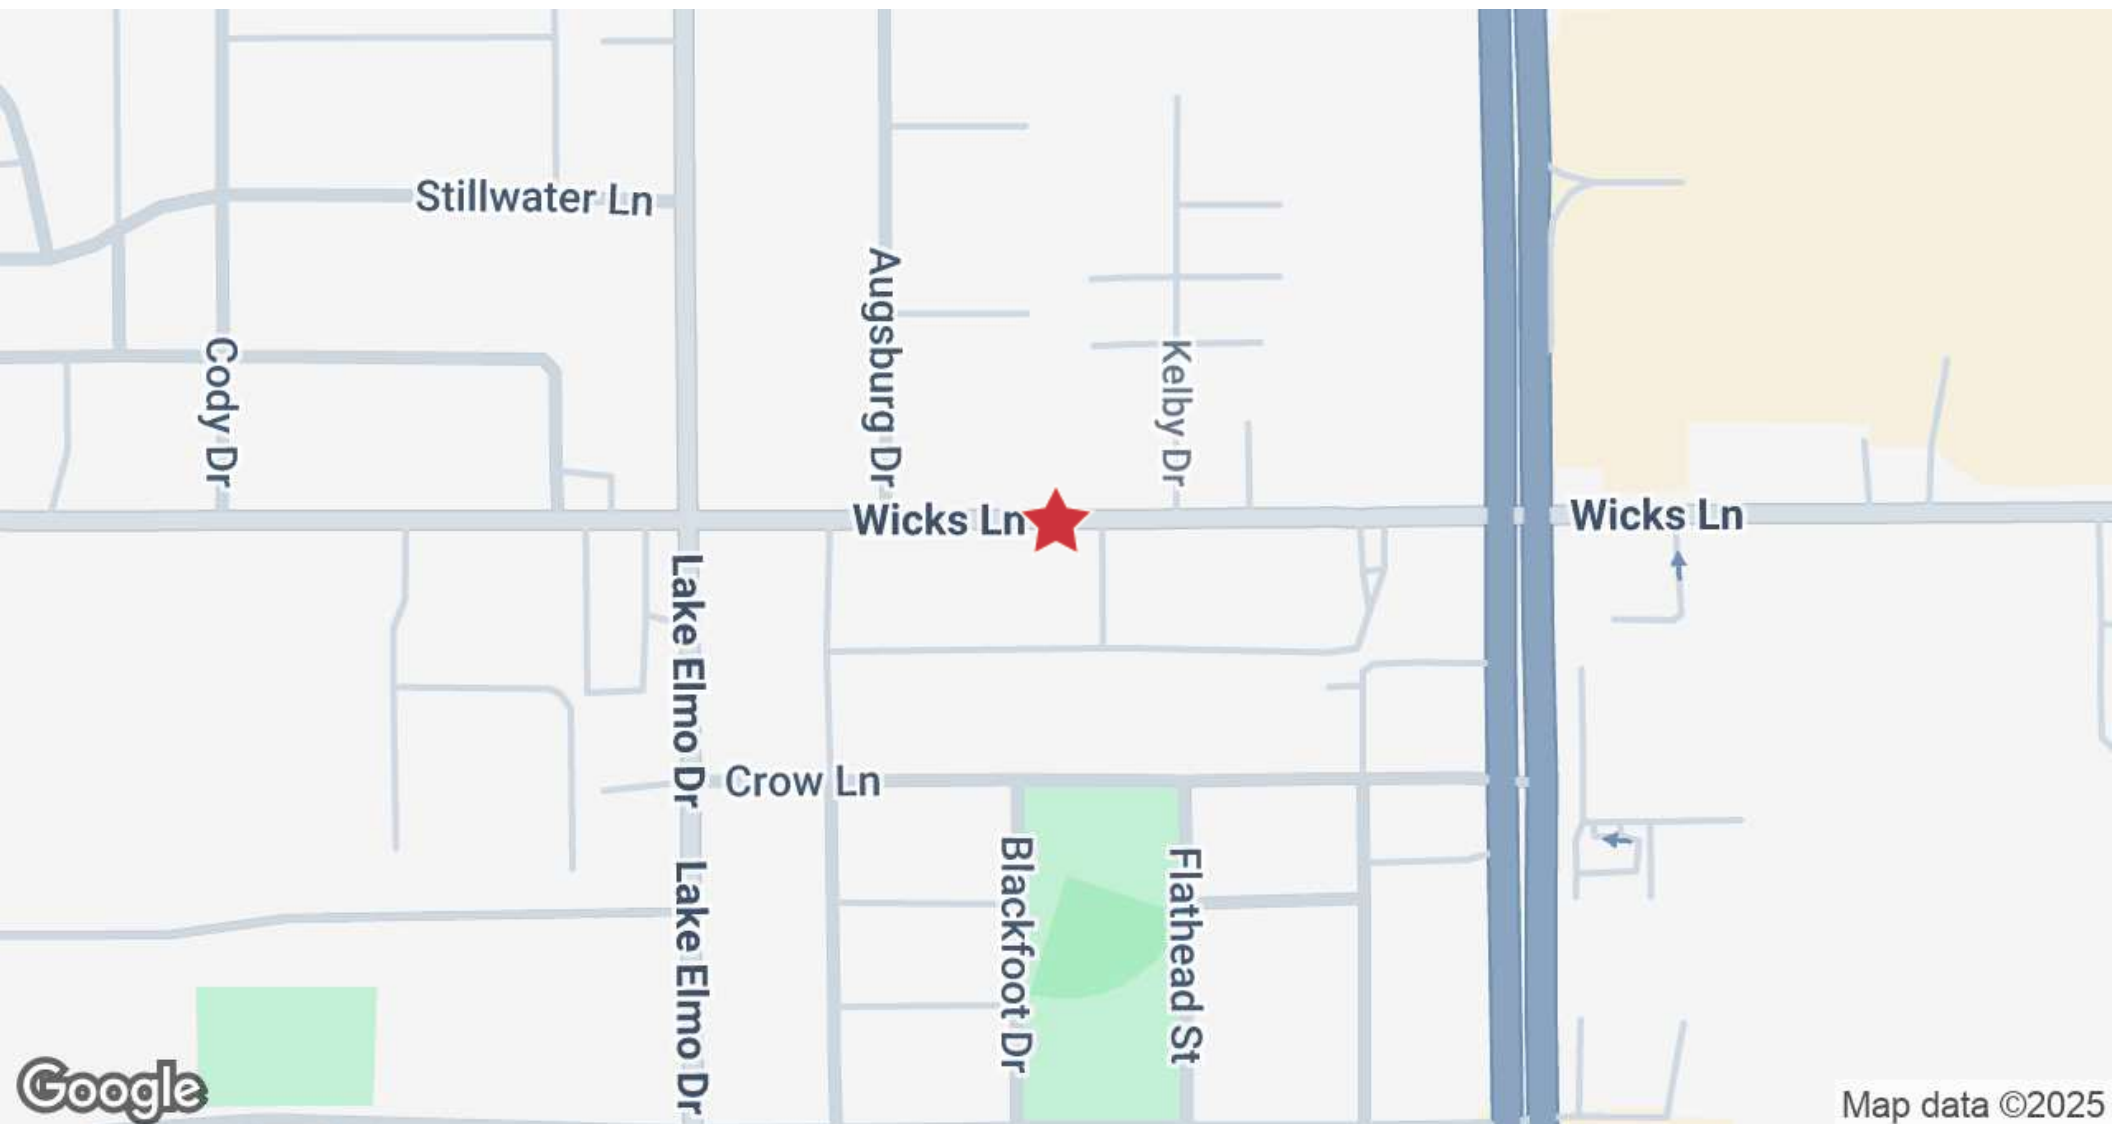 Stillwater Ln
Augsburg Dr
Cody Dr
Kelby Dr
Wicks Ln
Wicks Ln
Lake Elmo Dr
Crow Ln
Blackfoot Dr
Flathead St
Lake Elmo Dr
Google
Map data ©2025